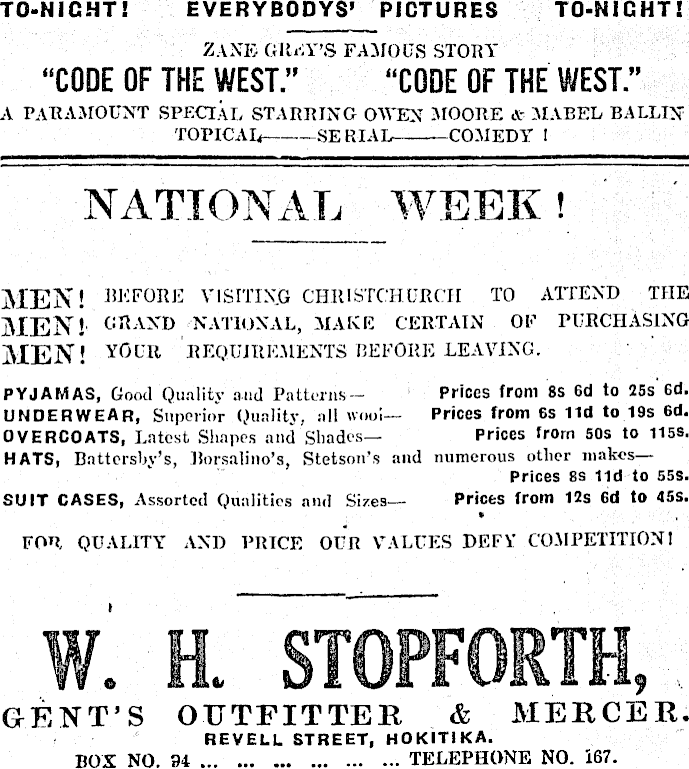 TO-NIGHT! EVERYBODYS' PICTURES TO-NIGHT!
ZANE GREY'S FAMOUS STORY
"CODE OF THE WEST." "CODE OF THE WEST."
A PARAMOUNT SPECIAL STARRING OWEN MOORE & MABEL BALLIN
TOPICAL——SERIAL——COMEDY !
NATIONAL WEEK!
MEN! BEFORE VISITING CHRISTCHURCH TO ATTEND THE
MEN! GRAND NATIONAL, MAKE CERTAIN OF PURCHASING
MEN! YOUR REQUIREMENTS BEFORE LEAVING.
PYJAMAS, Good Quality and Patterns— Prices from 8s 6d to 25s 6d.
UNDERWEAR, Superior Quality, all wool— Prices from 6s 11d to 19s 6d.
OVERCOATS, Latest Shapes and Shades— Prices from 50s to 115s.
HATS, Battersby's, Borsalino's, Stetson's and numerous other makes—
Prices 8s 11d to 55s.
SUIT CASES, Assorted Qualities and Sizes— Prices from 12s 6d to 45s.
FOR QUALITY AND PRICE OUR VALUES DEFY COMPETITION!
W. H. STOPFORTH,
GENT'S OUTFITTER & MERCER.
REVELL STREET, HOKITIKA.
BOX NO. 94 ... ... ... ... ... ... TELEPHONE NO. 167.